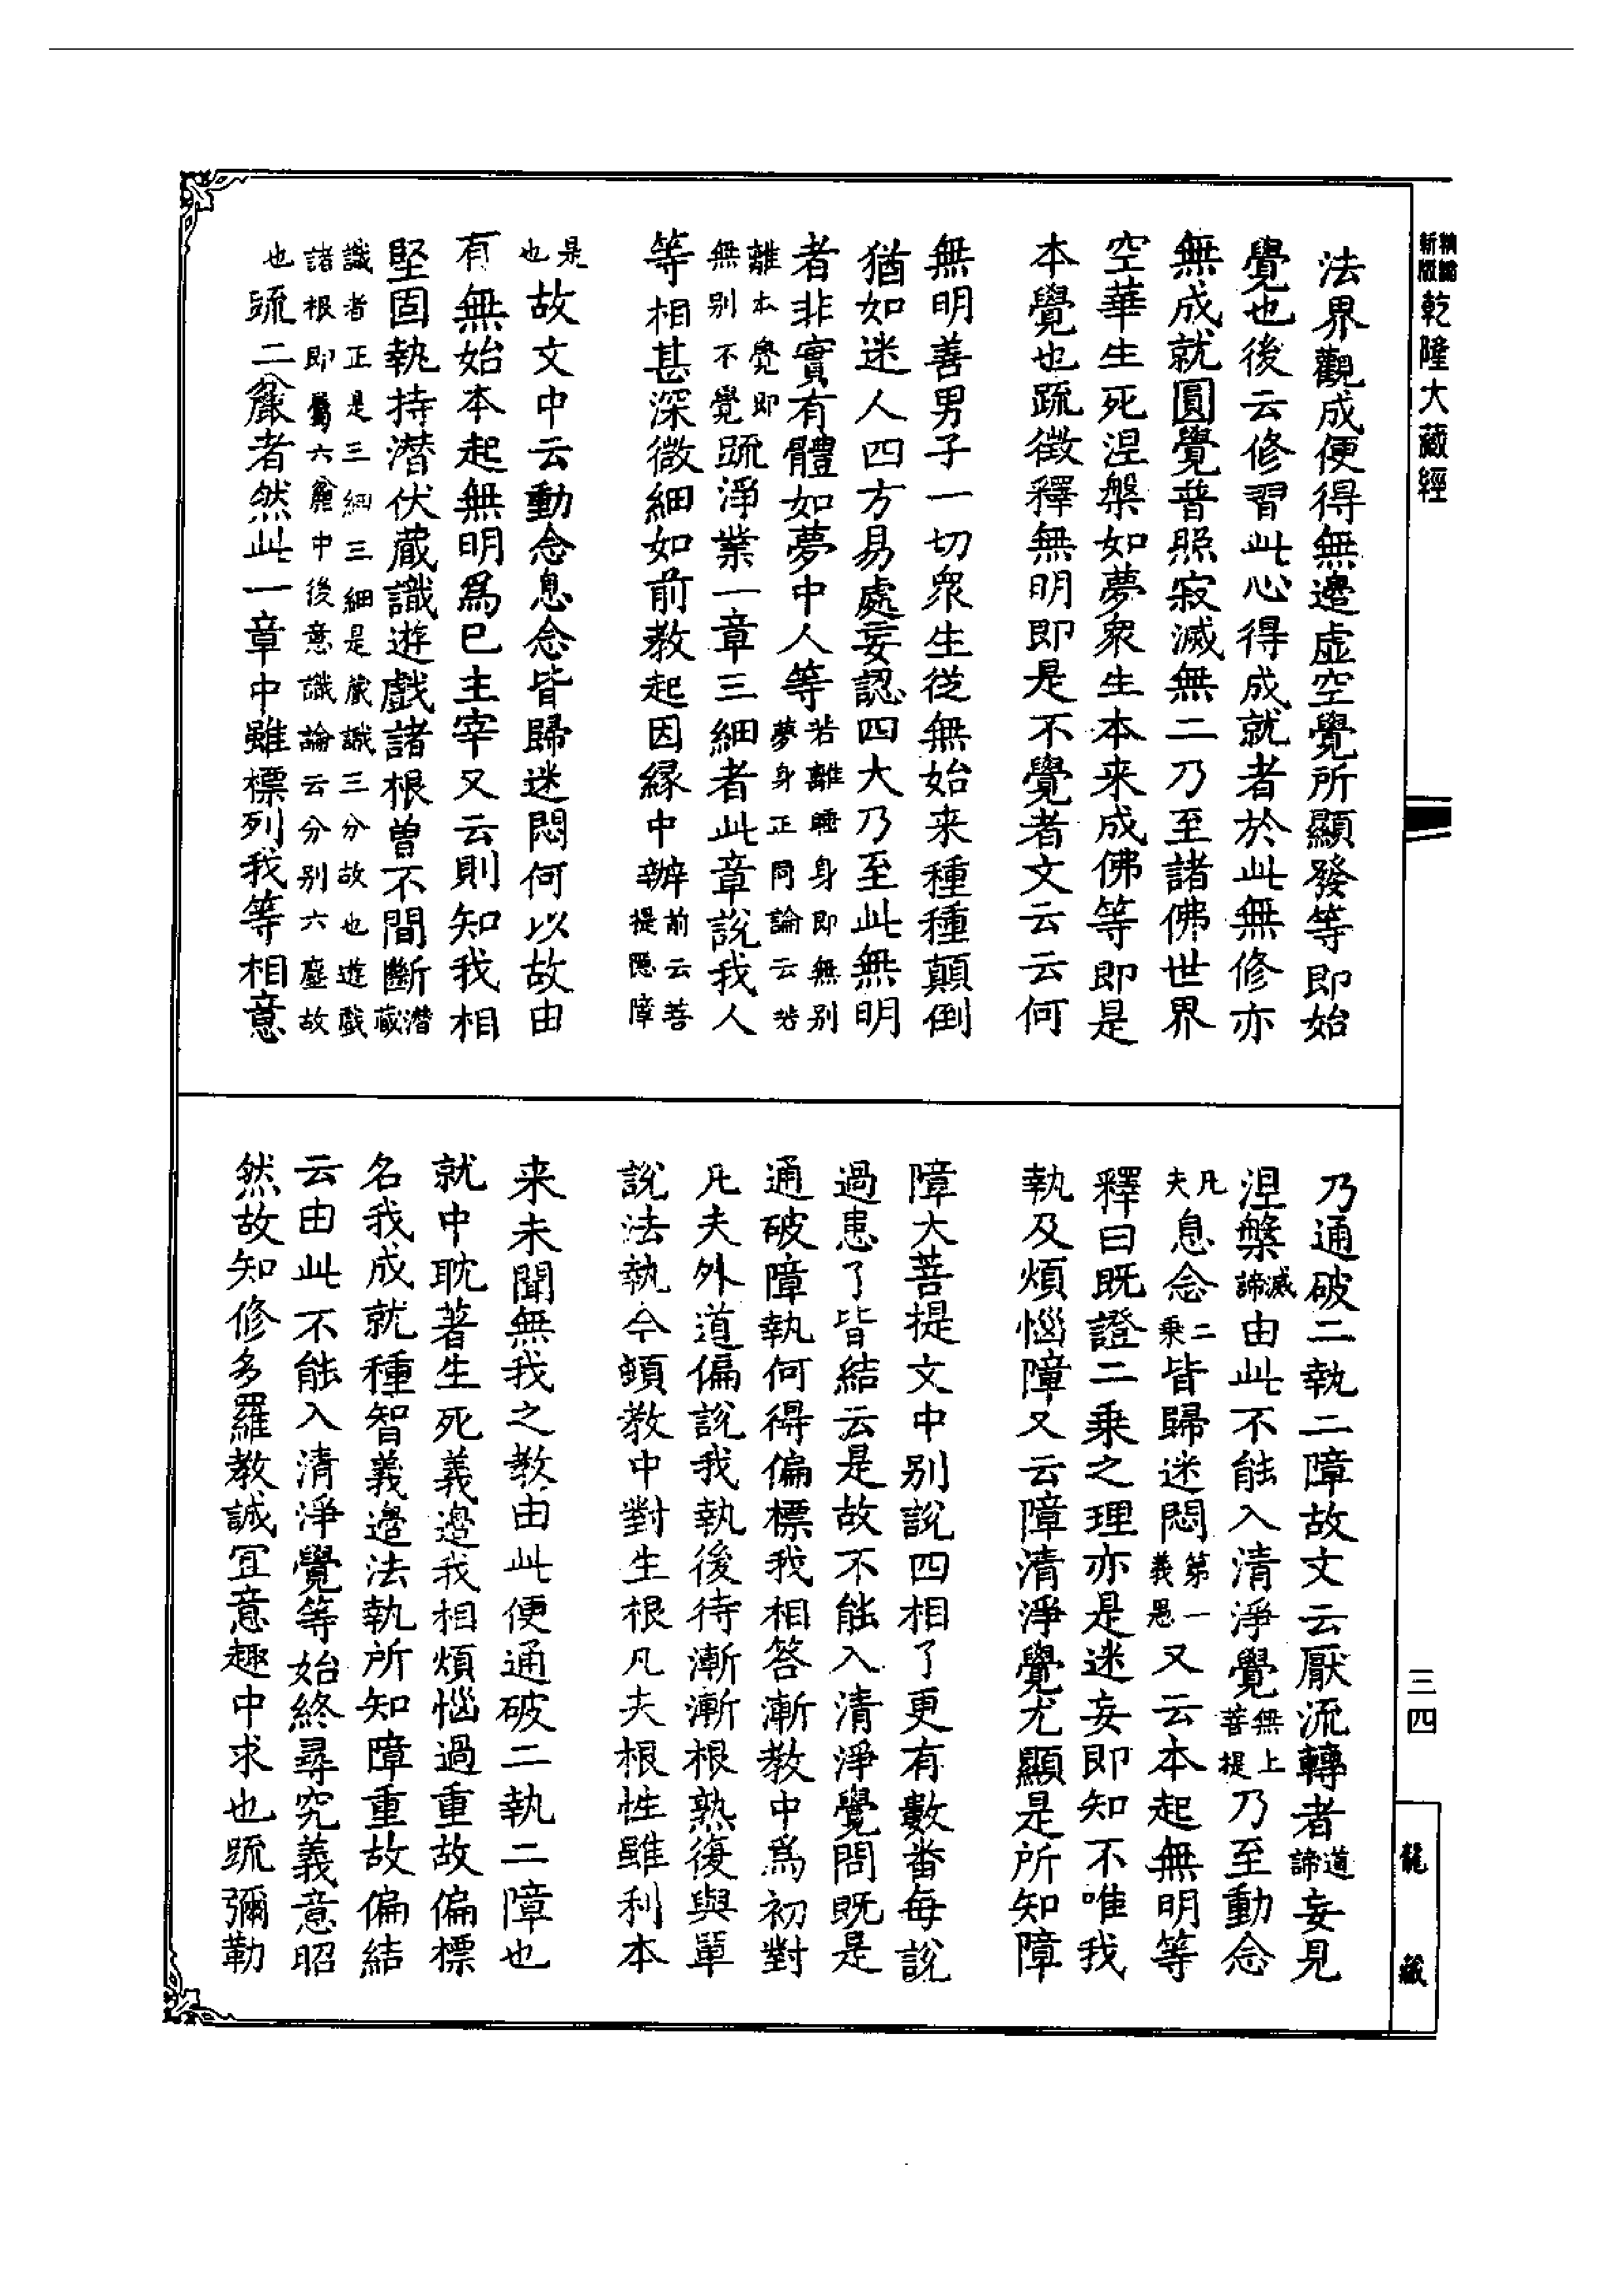 新版精縮乾隆大藏經
法界觀成便得無邊虛空覺所顯發等即始
覺也後云修習此心得成就者於此無修亦
無成就圓覺普照寂滅無二乃至諸佛世界
空華生死涅槃如夢衆生本来成佛等即是
本覺也䟽徵釋無明即是不覺者文云云何
無明善男子一切衆生從無始来種種顛倒
猶如迷人四方易處妄認四大乃至此無明
者非實有體如夢中人等若離睡身即無别夢身正同論云若
離本覺即無别不覺䟽淨業一章三細者此章說我人
等相甚深微細如前教起因緣中辦前云菩提隱障
是也故文中云動念息念皆歸迷悶何以故由
有無始本起無明爲已主宰又云則知我相
堅固執持潜伏藏識遊戲諸根曾不間斷潜藏
識者正是三細三細是藏識三分故也遊戲諸根即屬六麄中後意識論云分别六塵故
也䟽二麄者然此一章中雖標列我等相意
乃通破二執二障故文云厭流轉者道諦妄見
涅槃滅諦由此不能入清淨覺無上菩提乃至動念
凡夫息念二乗皆歸迷悶第一義愚又云本起無明等
釋曰既證二乗之理亦是迷妄即知不唯我
執及煩惱障又云障清淨覺尤顯是所知障
障大菩提文中别說四相了更有數畨每說
過患了皆結云是故不能入清淨覺問既是
通破障執何得偏標我相答漸教中爲初對
凡夫外道偏說我執後待漸漸根熟復與單
說法執今頓教中對生根凡夫根性雖利本
来未聞無我之教由此便通破二執二障也
就中耽著生死義邊我相煩惱過重故偏標
名我成就種智義邊法執所知障重故偏結
云由此不能入清淨覺等始終尋究義意昭
然故知修多羅教誠冝意趣中求也䟽彌勒
三四
龍藏